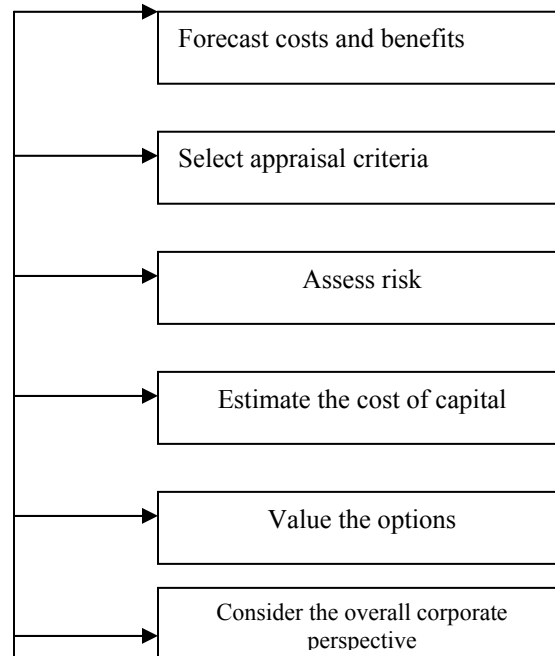 Forecast costs and benefits
Select appraisal criteria
Assess risk
Estimate the cost of capital
Value the options
Consider the overall corporate
perspective